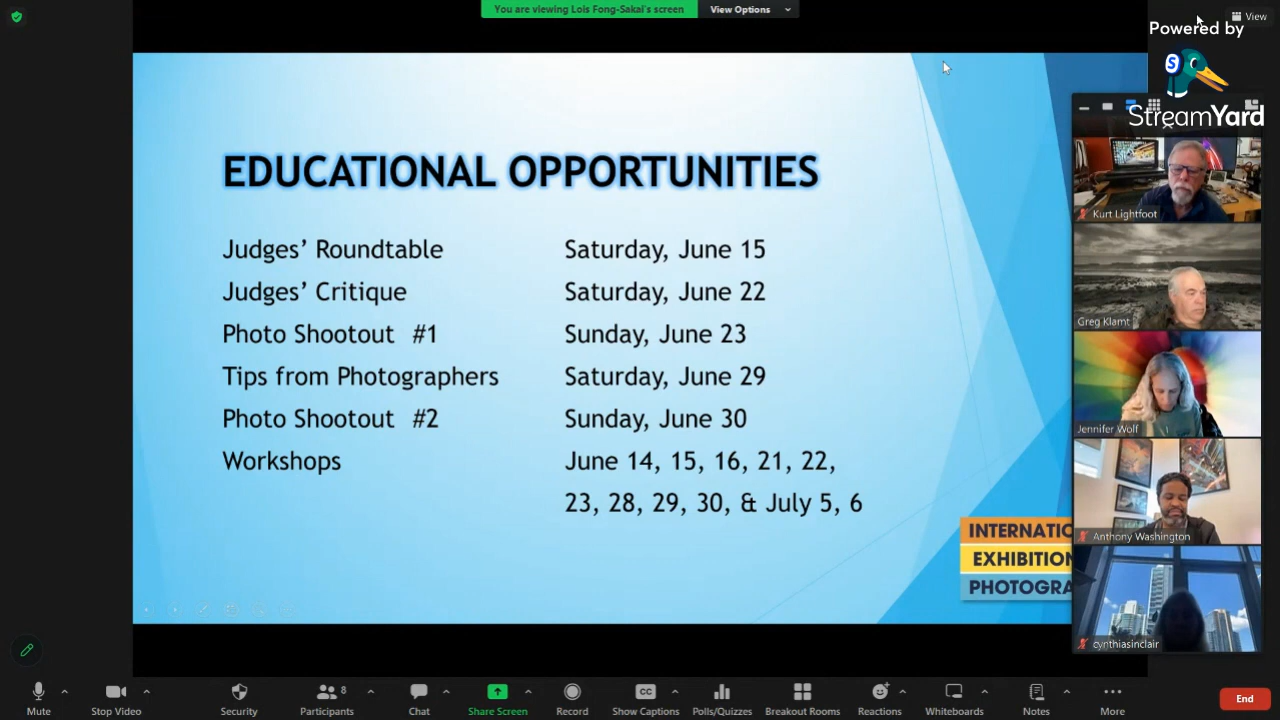 You are viewing Lois Fong-Sakai's screen
View Options
View
Powered by
S
StreamYard
EDUCATIONAL OPPORTUNITIES
Judges' Roundtable Saturday, June 15
Judges' Critique Saturday, June 22
Photo Shootout #1 Sunday, June 23
Tips from Photographers Saturday, June 29
Photo Shootout #2 Sunday, June 30
Workshops June 14, 15, 16, 21, 22,
23, 28, 29, 30, & July 5, 6
INTERNATIO
EXHIBITION
PHOTOGRA
Kurt Lightfoot
Greg Klamt
Jennifer Wolf
Anthony Washington
cynthiasinclair
8
CC
Mute Stop Video Security Participants Chat Share Screen Record Show Captions Polls/Quizzes Breakout Rooms Reactions Whiteboards Notes More End